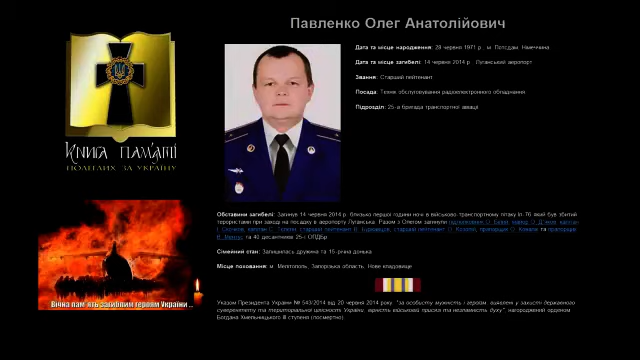 Павленко Олег Анатолійович
Дата та місце народження: 28 червня 1971 р. м. Потсдам, Німеччина
Дата та місце загибелі: 14 червня 2014 р. Луганський аеропорт
Звання: Старший лейтенант
Посада: Технік обслуговування радіоелектронного обладнання
Підрозділ: 25-а бригада транспортної авіації
Книга пам'яті
полеглих за Україну
Обставини загибелі: Загинув 14 червня 2014 р. близько першої години ночі в військово-транспортному літаку Іл-76, який був збитий
терористами при заході на посадку в аеропорту Луганська. Разом з Олегом загинули
та 40 десантників 25-ї ОПДБр
Сімейний стан: Залишилась дружина та 15-річна донька
Місце поховання: м. Мелітополь, Запорізька область, Нове кладовище
Вічна пам'ять загиблим героям України ...
Указом Президента України № 543/2014 від 20 червня 2014 року, "за особисту мужність і героїзм, виявлені у захисті державного
суверенітету та територіальної цілісності України, вірність військовій присязі та незламність духу", нагороджений орденом
Богдана Хмельницького III ступеня (посмертно).